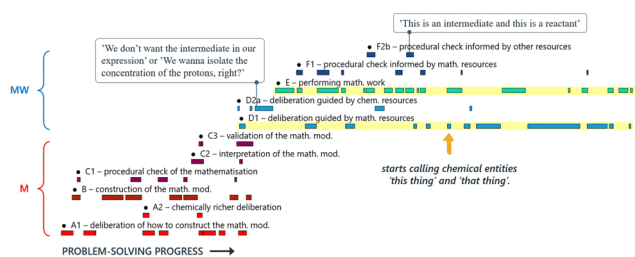 'This is an intermediate and this is a reactant'
F2b – procedural check informed by other resources
'We don't want the intermediate in our
expression' or 'We wanna isolate the
concentration of the protons, right?'
F1 – procedural check informed by math. resources
E – performing math. work
MW
D2a – deliberation guided by chem. resources
D1 – deliberation guided by math. resources
C3 – validation of the math. mod.
C2 – interpretation of the math. mod.
starts calling chemical entities
'this thing' and 'that thing'.
C1 – procedural check of the mathematisation
M
B – construction of the math. mod.
A2 – chemically richer deliberation
A1 – deliberation of how to construct the math. mod.
PROBLEM-SOLVING PROGRESS